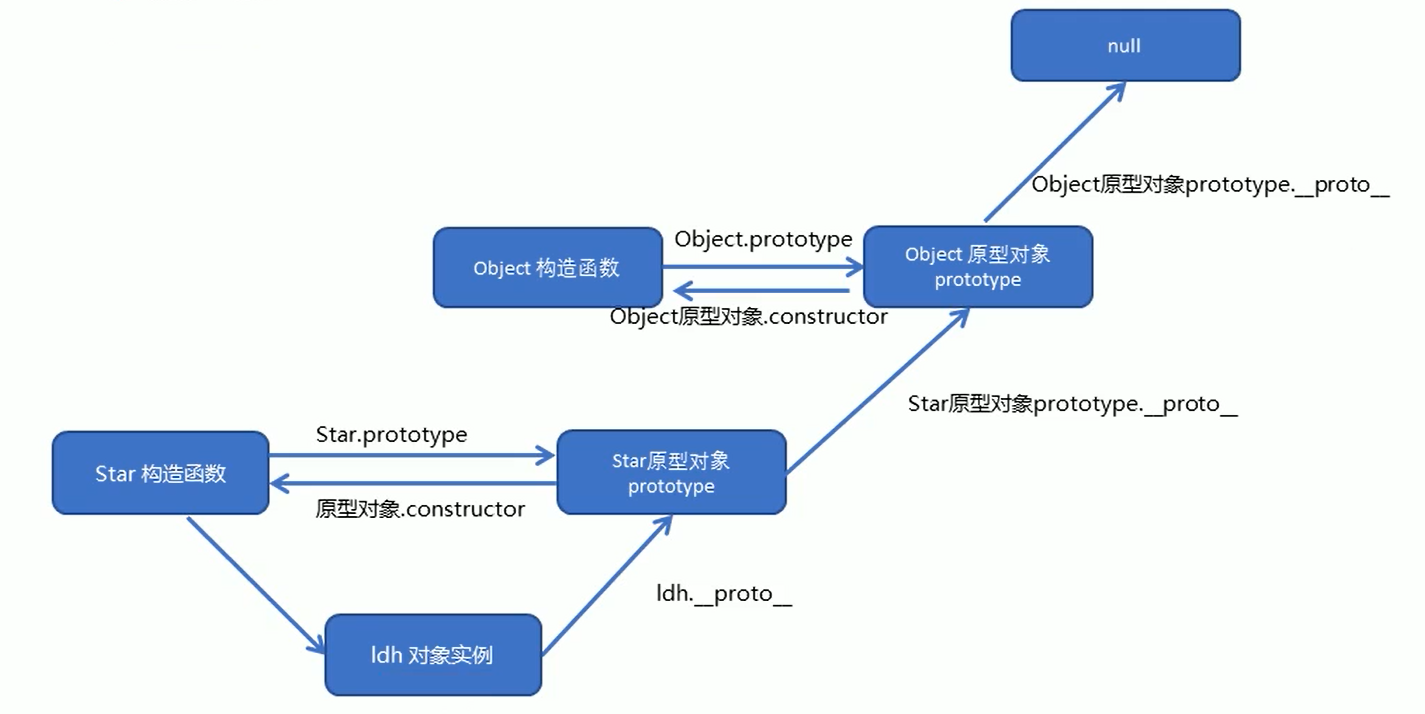 null
Object原型对象prototype.__proto__
Object.prototype
Object 构造函数
Object 原型对象
prototype
Object原型对象.constructor
Star原型对象prototype.__proto__
Star.prototype
Star 构造函数
Star原型对象
prototype
原型对象.constructor
ldh.__proto__
ldh 对象实例